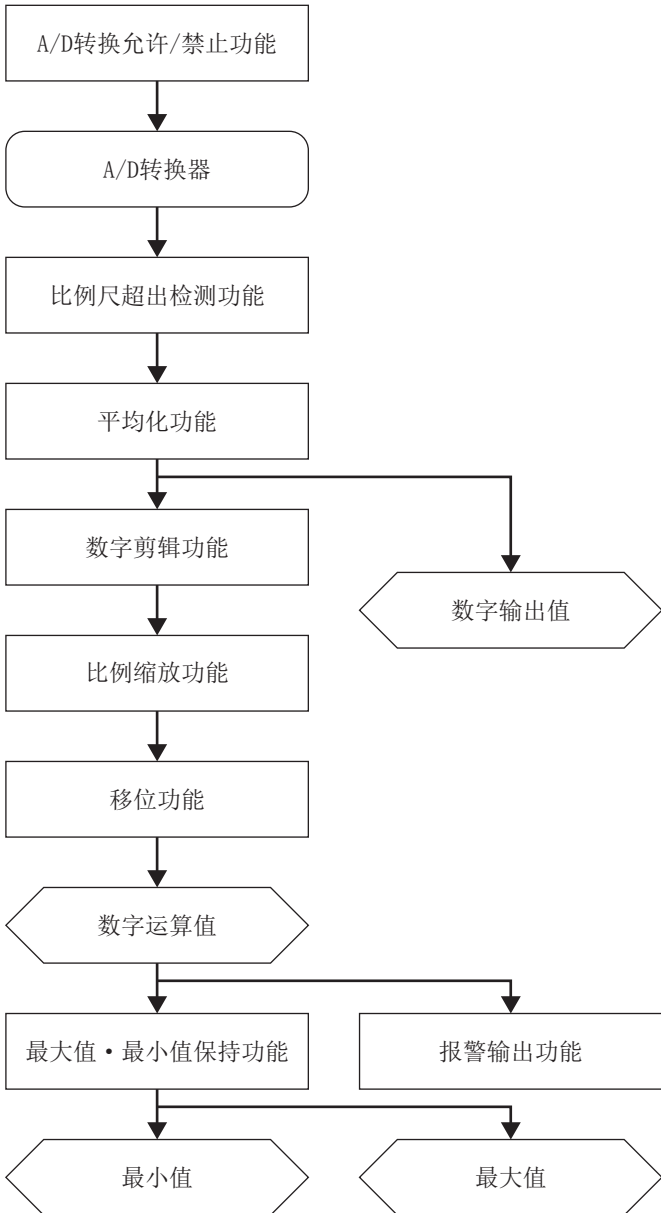 A/D转换允许/禁止功能
A/D转换器
比例尺超出检测功能
平均化功能
数字剪辑功能
数字输出值
比例缩放功能
移位功能
数字运算值
最大值·最小值保持功能
报警输出功能
最小值
最大值